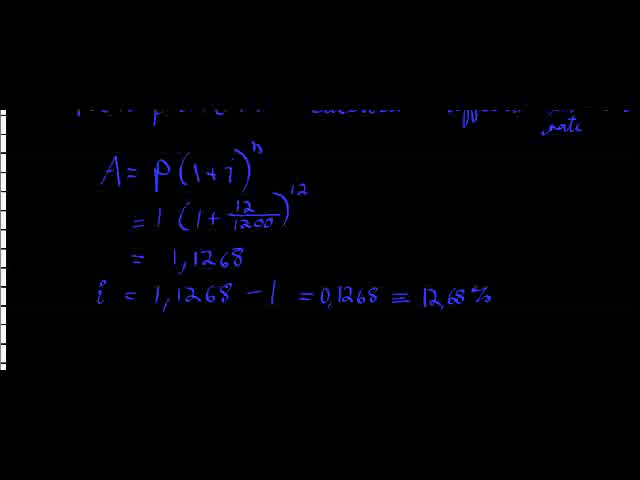 rate
A = P(1+i)^n
= 1 (1 + 12/1200)^12
= 1,1268
i = 1,1268 - 1 = 0,1268 ≡ 12,68%